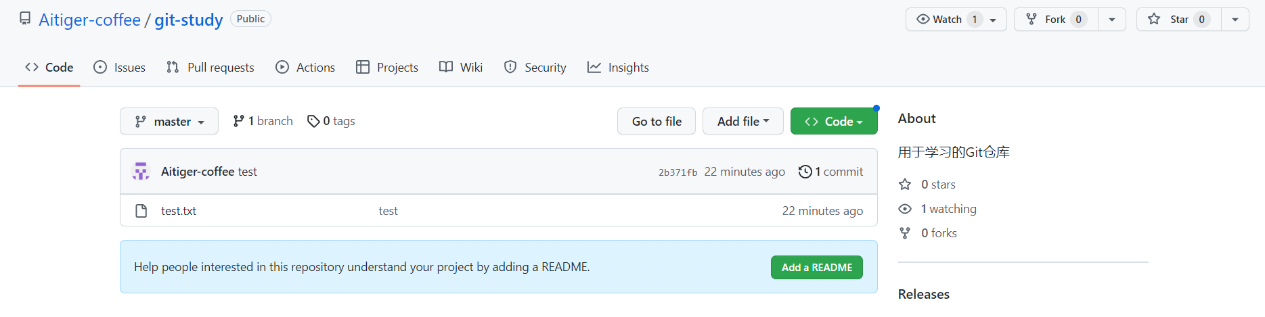 Aitiger-coffee / git-study Public Watch 1 Fork 0 Star 0
Code Issues Pull requests Actions Projects Wiki Security Insights
master 1 branch 0 tags Go to file Add file Code
Aitiger-coffee test 2b371fb 22 minutes ago 1 commit
test.txt test 22 minutes ago
Help people interested in this repository understand your project by adding a README. Add a README
About
用于学习的Git仓库
0 stars
1 watching
0 forks
Releases